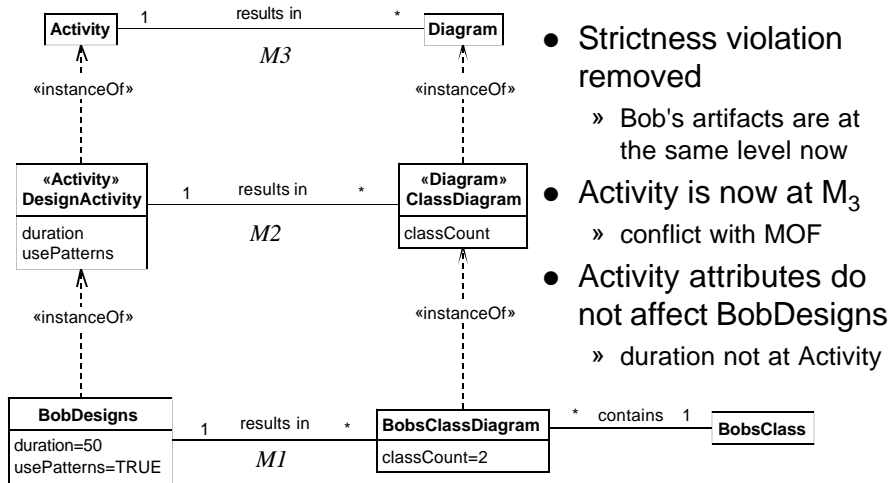 Activity
1
results in
*
Diagram
M3
«instanceOf»
«instanceOf»
«Activity»
DesignActivity
duration
usePatterns
1
results in
*
«Diagram»
ClassDiagram
classCount
M2
«instanceOf»
«instanceOf»
BobDesigns
duration=50
usePatterns=TRUE
1
results in
*
M1
BobsClassDiagram
classCount=2
*
contains
1
BobsClass
● Strictness violation
removed
» Bob's artifacts are at
the same level now
● Activity is now at M3
» conflict with MOF
● Activity attributes do
not affect BobDesigns
» duration not at Activity